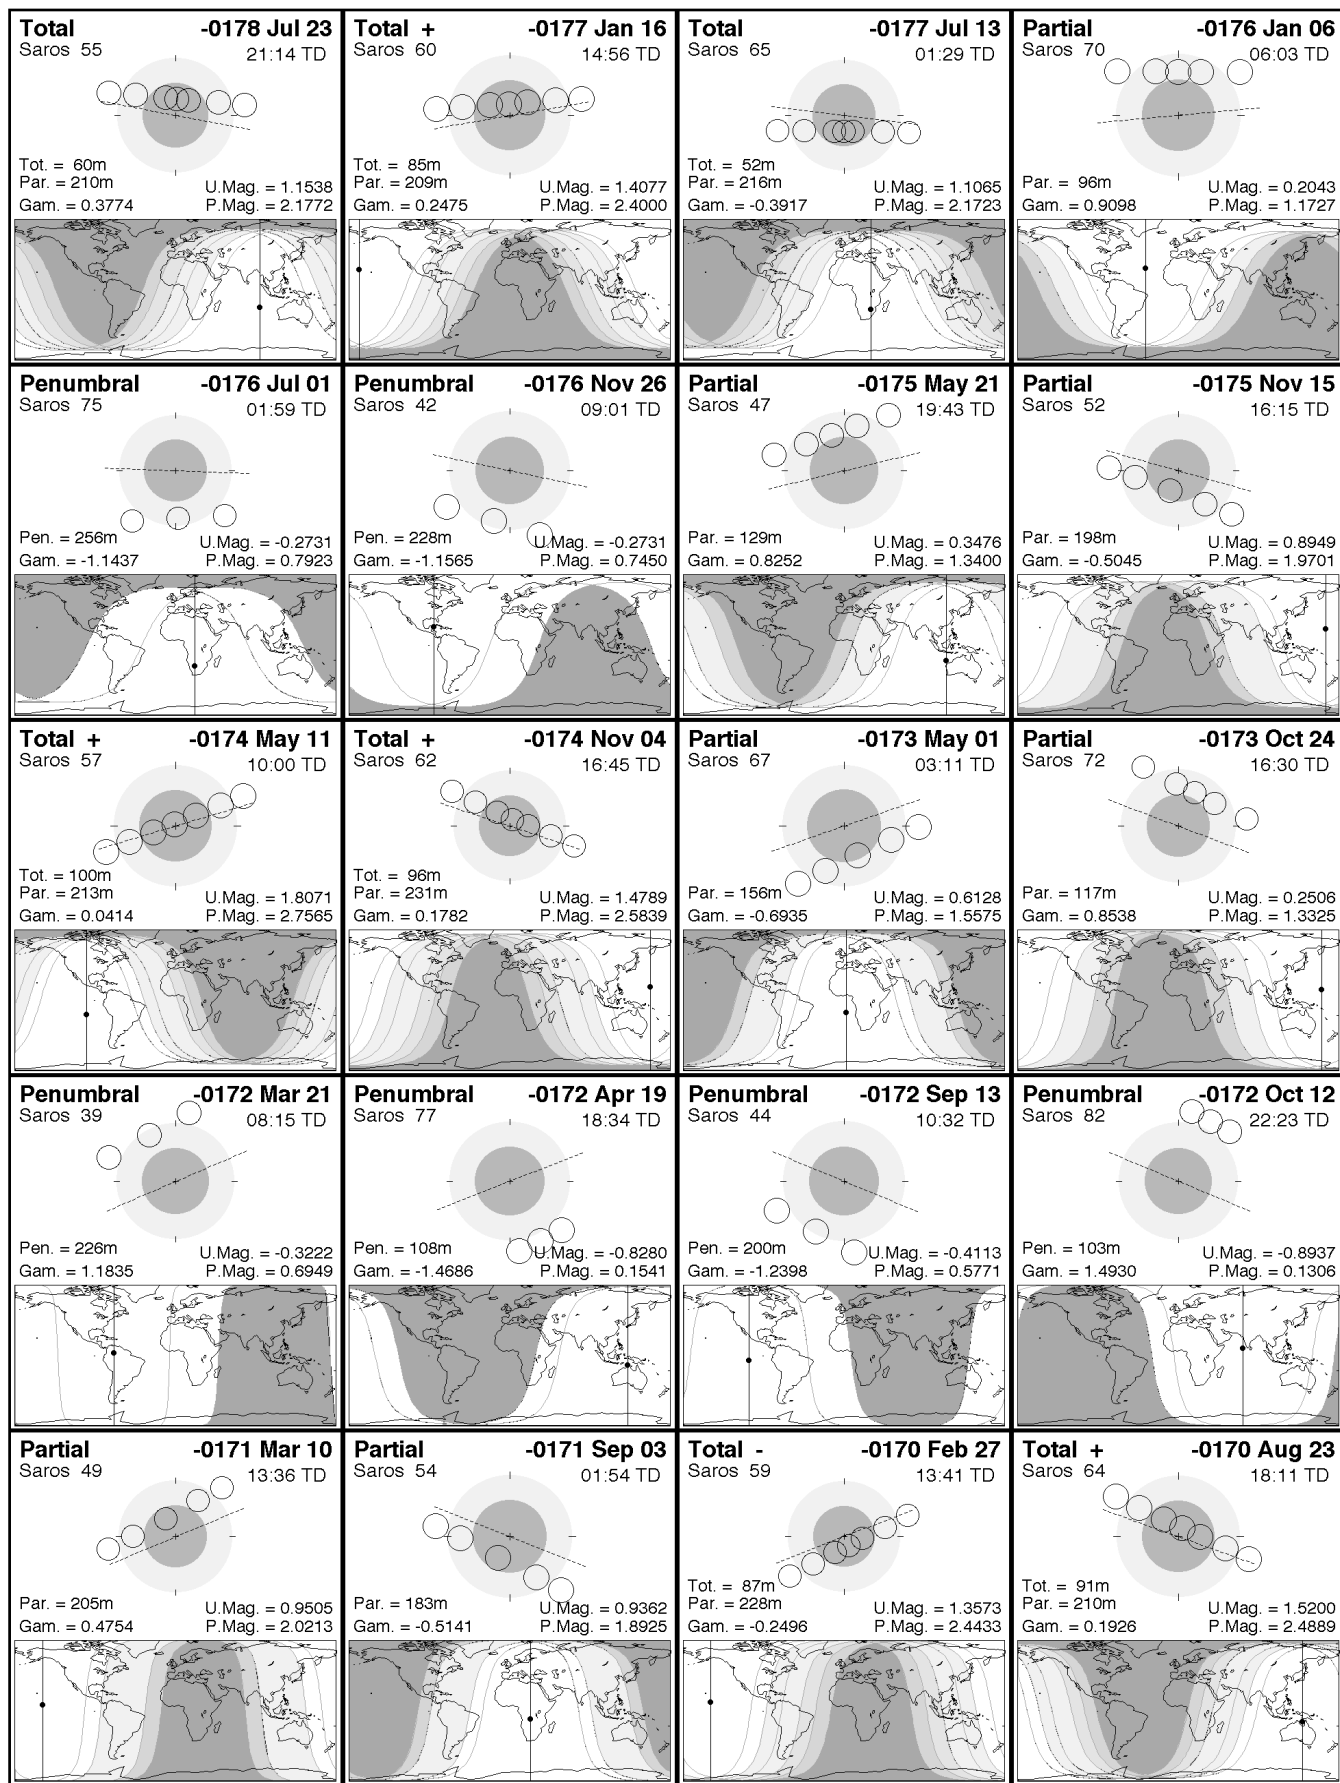 Total -0178 Jul 23
Saros 55 21:14 TD
Tot. = 60m
Par. = 210m U.Mag. = 1.1538
Gam. = 0.3774 P.Mag. = 2.1772
Total + -0177 Jan 16
Saros 60 14:56 TD
Tot. = 85m
Par. = 209m U.Mag. = 1.4077
Gam. = 0.2475 P.Mag. = 2.4000
Total -0177 Jul 13
Saros 65 01:29 TD
Tot. = 52m
Par. = 216m U.Mag. = 1.1065
Gam. = -0.3917 P.Mag. = 2.1723
Partial -0176 Jan 06
Saros 70 06:03 TD
Par. = 96m U.Mag. = 0.2043
Gam. = 0.9098 P.Mag. = 1.1727
Penumbral -0176 Jul 01
Saros 75 01:59 TD
Pen. = 256m U.Mag. = -0.2731
Gam. = -1.1437 P.Mag. = 0.7923
Penumbral -0176 Nov 26
Saros 42 09:01 TD
Pen. = 228m U.Mag. = -0.2731
Gam. = -1.1565 P.Mag. = 0.7450
Partial -0175 May 21
Saros 47 19:43 TD
Par. = 129m U.Mag. = 0.3476
Gam. = 0.8252 P.Mag. = 1.3400
Partial -0175 Nov 15
Saros 52 16:15 TD
Par. = 198m U.Mag. = 0.8949
Gam. = -0.5045 P.Mag. = 1.9701
Total + -0174 May 11
Saros 57 10:00 TD
Tot. = 100m
Par. = 213m U.Mag. = 1.8071
Gam. = 0.0414 P.Mag. = 2.7565
Total + -0174 Nov 04
Saros 62 16:45 TD
Tot. = 96m
Par. = 231m U.Mag. = 1.4789
Gam. = 0.1782 P.Mag. = 2.5839
Partial -0173 May 01
Saros 67 03:11 TD
Par. = 156m U.Mag. = 0.6128
Gam. = -0.6935 P.Mag. = 1.5575
Partial -0173 Oct 24
Saros 72 16:30 TD
Par. = 117m U.Mag. = 0.2506
Gam. = 0.8538 P.Mag. = 1.3325
Penumbral -0172 Mar 21
Saros 39 08:15 TD
Pen. = 226m U.Mag. = -0.3222
Gam. = 1.1835 P.Mag. = 0.6949
Penumbral -0172 Apr 19
Saros 77 18:34 TD
Pen. = 108m U.Mag. = -0.8280
Gam. = -1.4686 P.Mag. = 0.1541
Penumbral -0172 Sep 13
Saros 44 10:32 TD
Pen. = 200m U.Mag. = -0.4113
Gam. = -1.2398 P.Mag. = 0.5771
Penumbral -0172 Oct 12
Saros 82 22:23 TD
Pen. = 103m U.Mag. = -0.8937
Gam. = 1.4930 P.Mag. = 0.1306
Partial -0171 Mar 10
Saros 49 13:36 TD
Par. = 205m U.Mag. = 0.9505
Gam. = 0.4754 P.Mag. = 2.0213
Partial -0171 Sep 03
Saros 54 01:54 TD
Par. = 183m U.Mag. = 0.9362
Gam. = -0.5141 P.Mag. = 1.8925
Total - -0170 Feb 27
Saros 59 13:41 TD
Tot. = 87m
Par. = 228m U.Mag. = 1.3573
Gam. = -0.2496 P.Mag. = 2.4433
Total + -0170 Aug 23
Saros 64 18:11 TD
Tot. = 91m
Par. = 210m U.Mag. = 1.5200
Gam. = 0.1926 P.Mag. = 2.4889